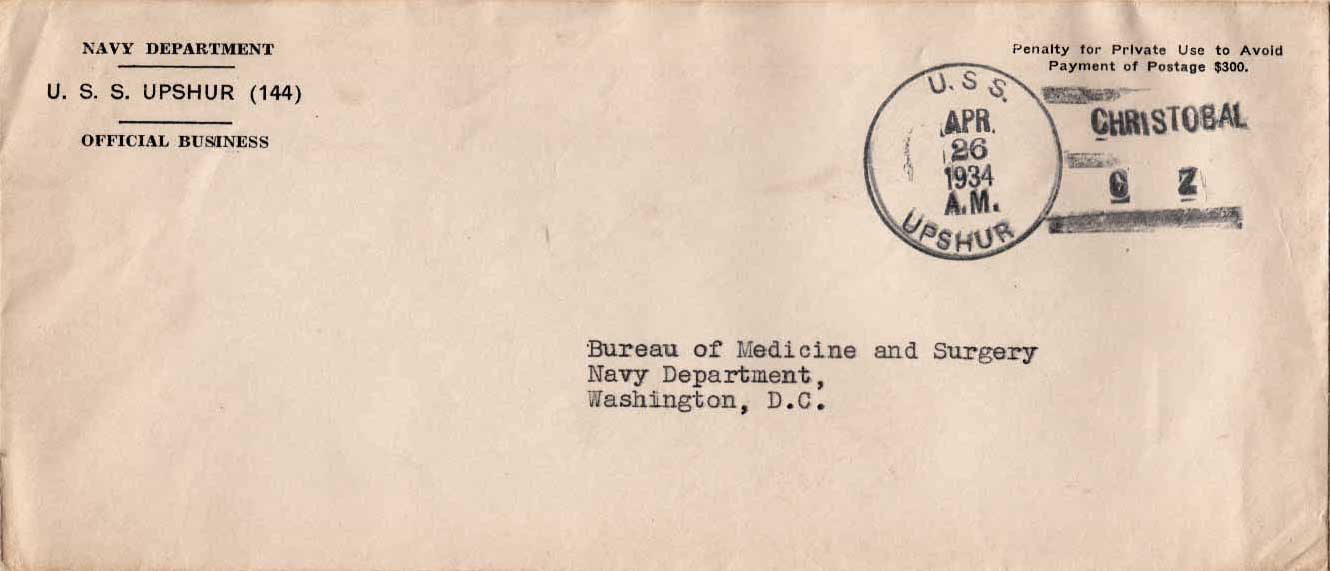 NAVY DEPARTMENT
U. S. S. UPSHUR (144)
OFFICIAL BUSINESS
Penalty for Private Use to Avoid
Payment of Postage $300.
U. S. S.
APR.
26
1934
A.M.
UPSHUR
CHRISTOBAL
C Z
Bureau of Medicine and Surgery
Navy Department,
Washington, D.C.